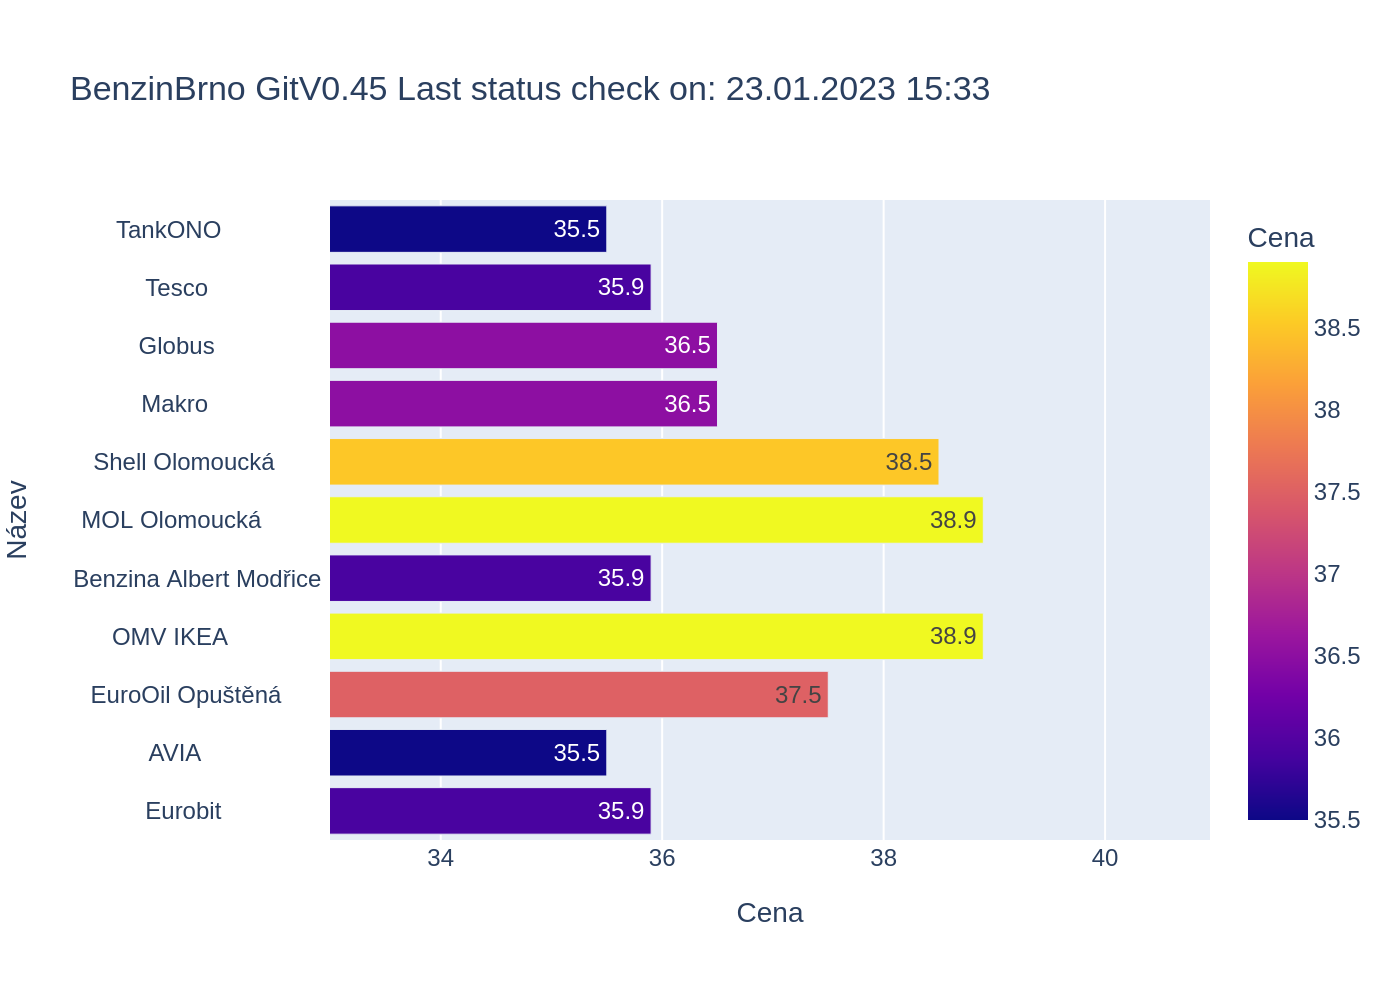 BenzinBrno GitV0.45 Last status check on: 23.01.2023 15:33
Název
TankONO 35.5
Tesco 35.9
Globus 36.5
Makro 36.5
Shell Olomoucká 38.5
MOL Olomoucká 38.9
Benzina Albert Modřice 35.9
OMV IKEA 38.9
EuroOil Opuštěná 37.5
AVIA 35.5
Eurobit 35.9
34 36 38 40
Cena
Cena
38.5
38
37.5
37
36.5
36
35.5